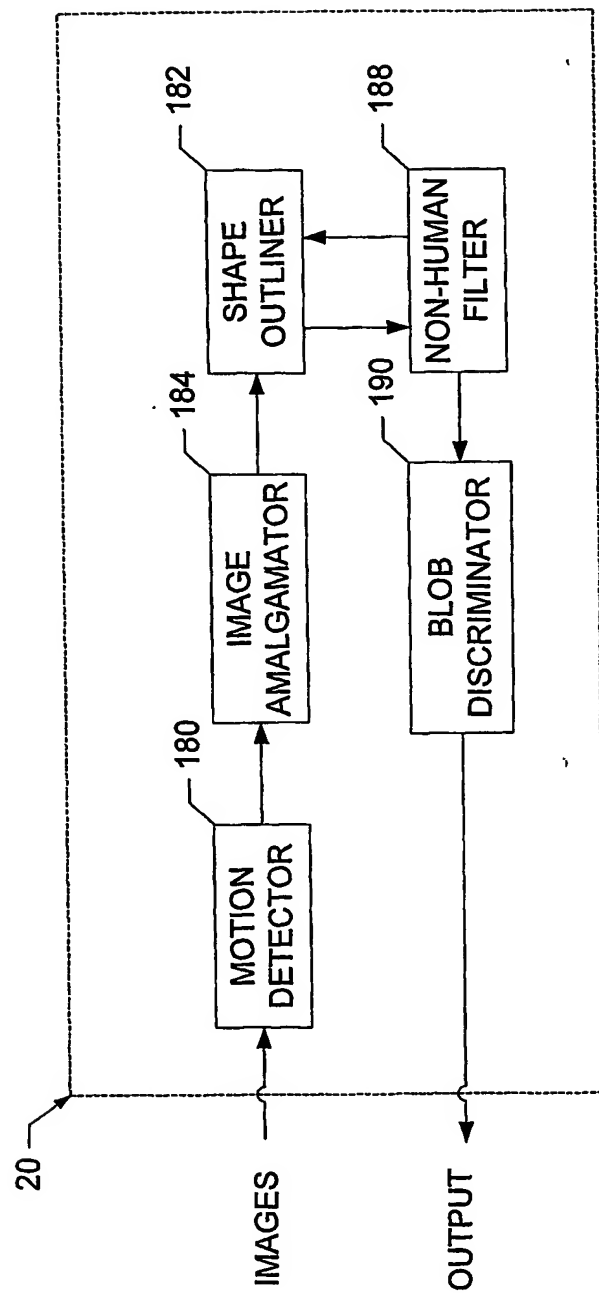 20
IMAGES
MOTION
DETECTOR
180
IMAGE
AMALGAMATOR
184
SHAPE
OUTLINER
182
NON-HUMAN
FILTER
188
BLOB
DISCRIMINATOR
190
OUTPUT